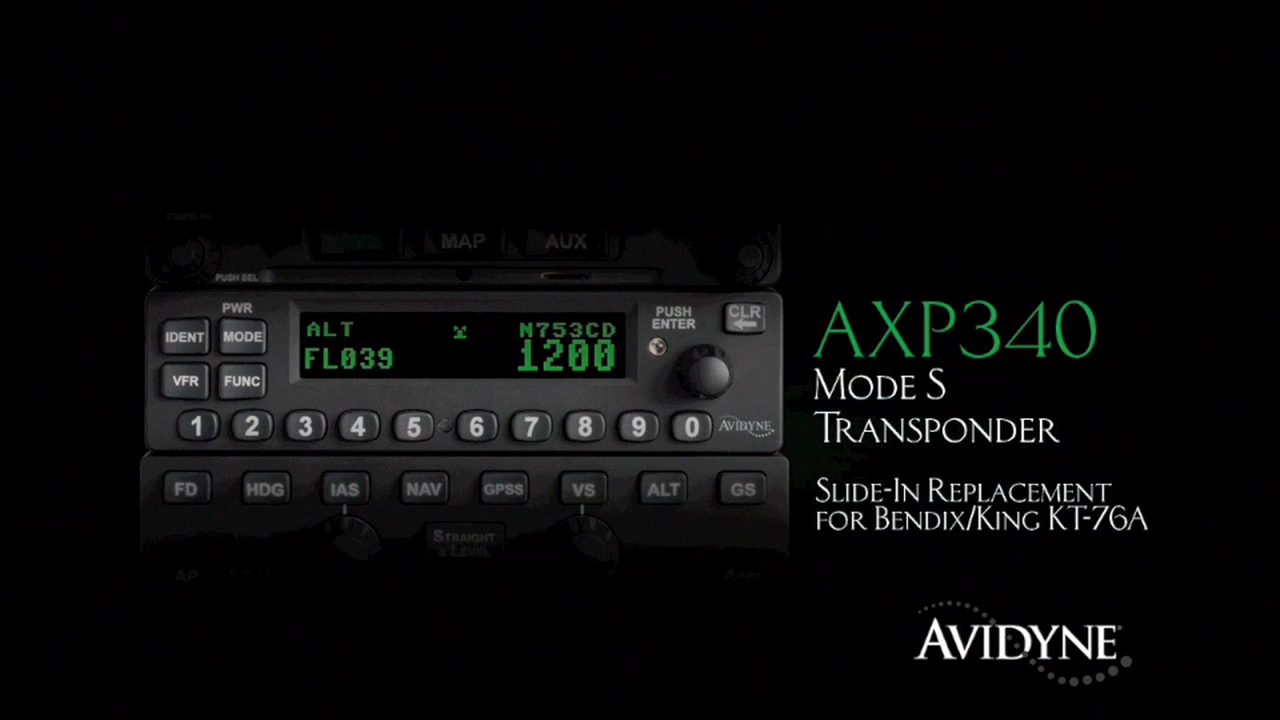 MAP AUX
PUSH SEL
PWR
IDENT MODE
VFR FUNC
ALT N753CD
FL039 1200
PUSH
ENTER
CLR
1 2 3 4 5 6 7 8 9 0
AVIDYNE
FD HDG IAS NAV GPSS VS ALT GS
STRAIGHT
AP
AXP340
MODE S
TRANSPONDER
SLIDE-IN REPLACEMENT
FOR BENDIX/KING KT-76A
AVIDYNE